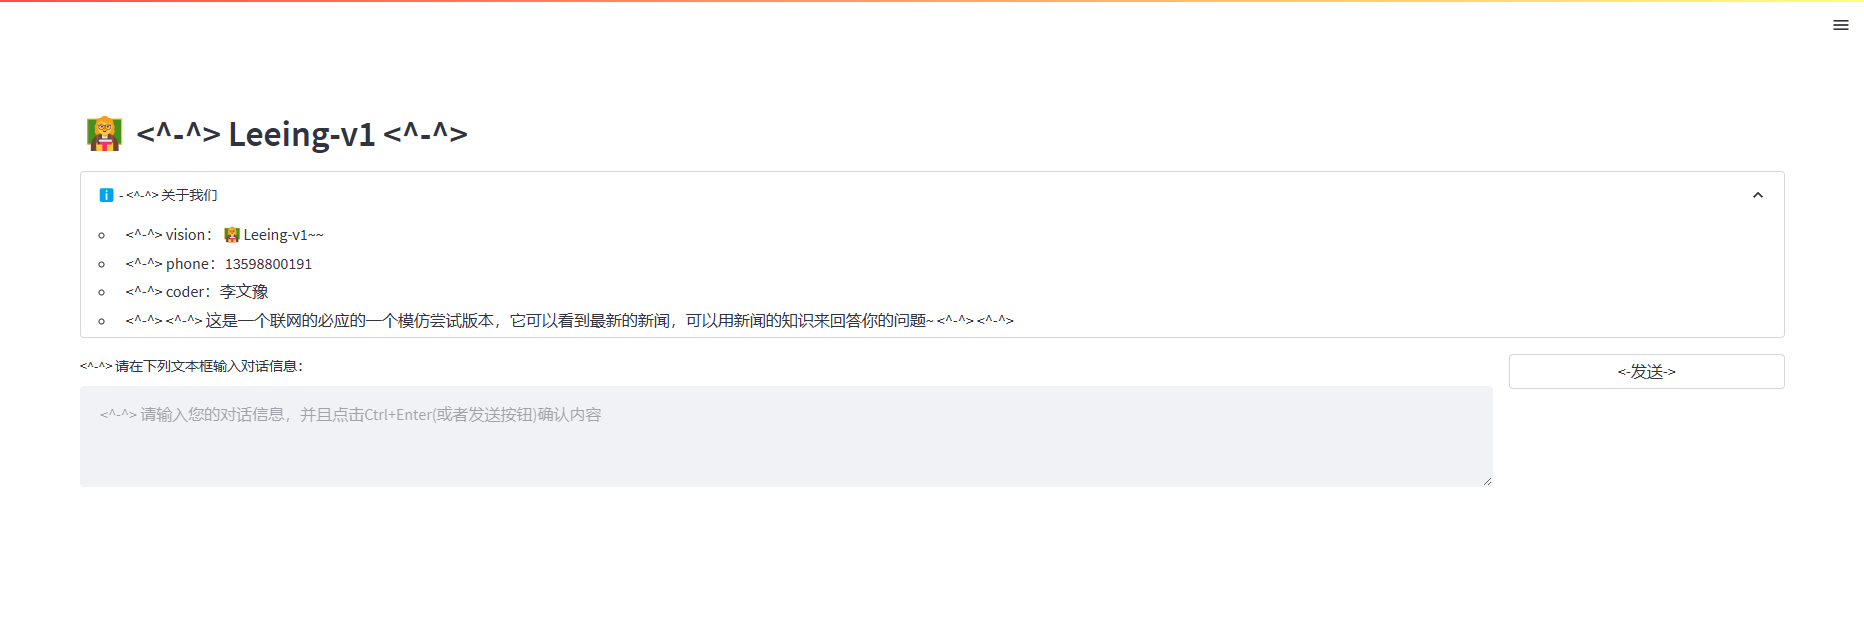 <^-^> Leeing-v1 <^-^>
- <^-^> 关于我们
<^-^> vision： Leeing-v1~~
<^-^> phone：13598800191
<^-^> coder：李文豫
<^-^> <^-^> 这是一个联网的必应的一个模仿尝试版本，它可以看到最新的新闻，可以用新闻的知识来回答你的问题~ <^-^> <^-^>
<^-^> 请在下列文本框输入对话信息：
<-发送->
<^-^> 请输入您的对话信息，并且点击Ctrl+Enter(或者发送按钮)确认内容